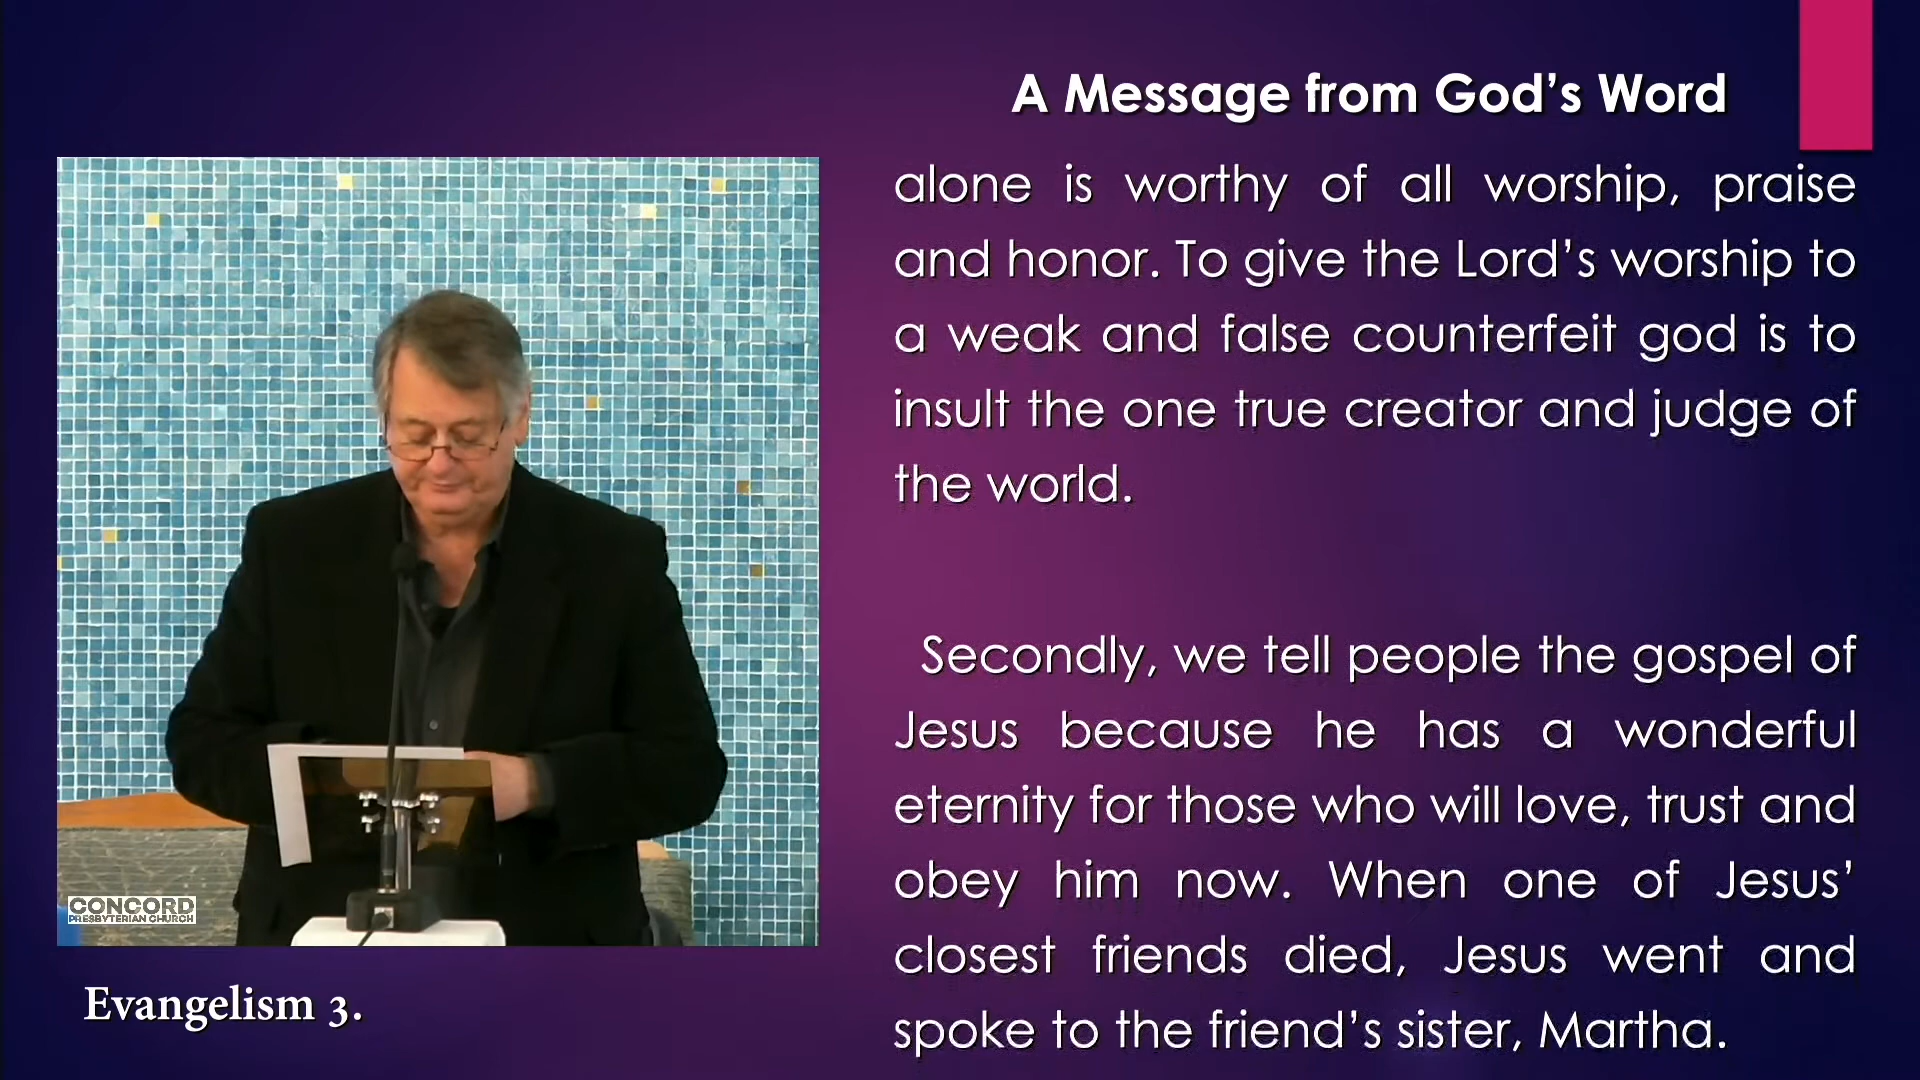 A Message from God’s Word
alone is worthy of all worship, praise
and honor. To give the Lord’s worship to
a weak and false counterfeit god is to
insult the one true creator and judge of
the world.
Secondly, we tell people the gospel of
Jesus because he has a wonderful
eternity for those who will love, trust and
obey him now. When one of Jesus’
closest friends died, Jesus went and
spoke to the friend’s sister, Martha.
CONCORD
PRESBYTERIAN CHURCH
Evangelism 3.